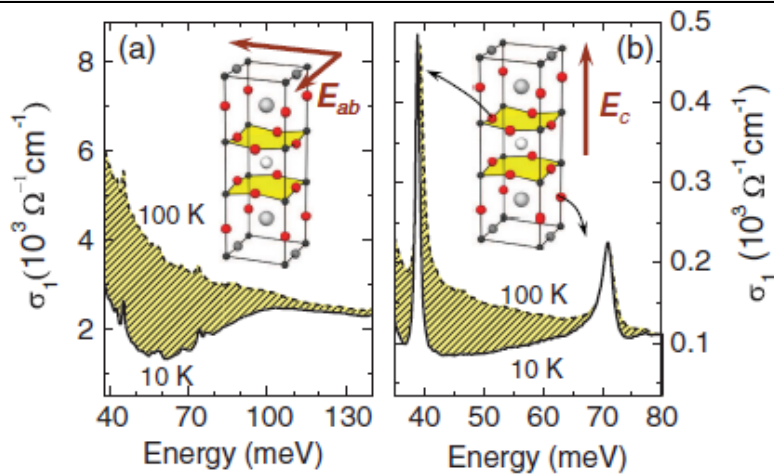 (a)
E_ab
σ₁(10³ Ω⁻¹cm⁻¹)
8
6
4
2
100 K
10 K
40 70 100 130
Energy (meV)
(b)
E_c
σ₁ (10³ Ω⁻¹cm⁻¹)
0.5
0.4
0.3
0.2
0.1
100 K
10 K
40 50 60 70 80
Energy (meV)